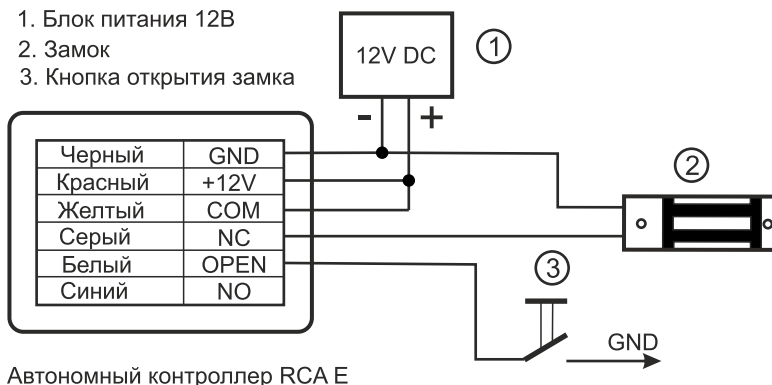 1. Блок питания 12В
2. Замок
3. Кнопка открытия замка
12V DC
1
- +
Черный GND
Красный +12V
Желтый COM
Серый NC
Белый OPEN
Синий NO
2
3
GND
Автономный контроллер RCA E